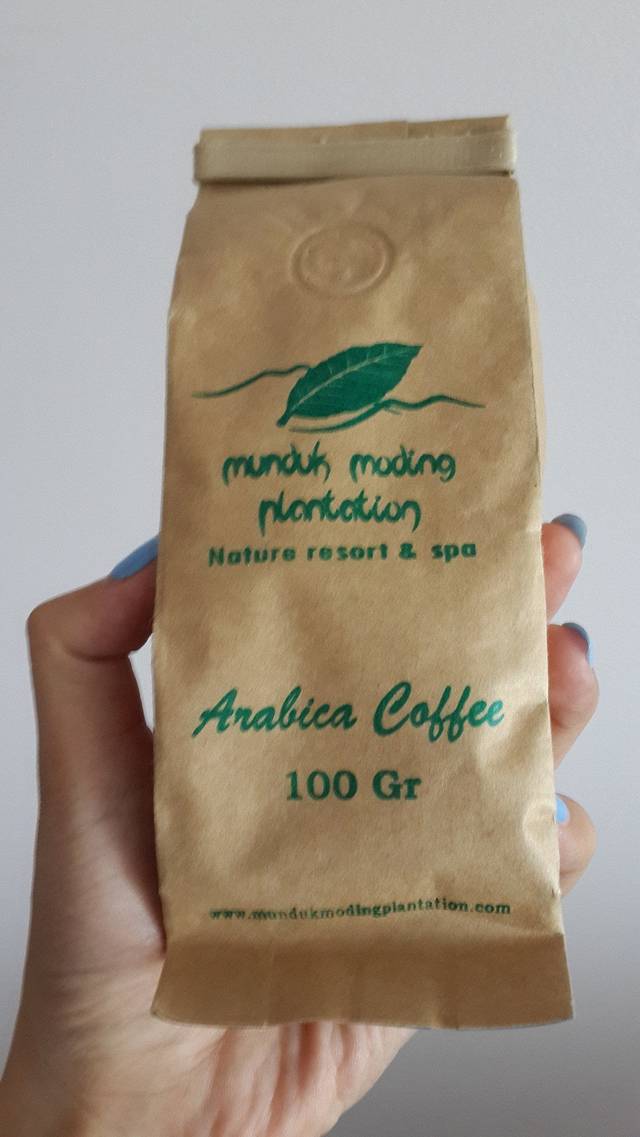 munduk moding
plantation
Nature resort & spa
Arabica Coffee
100 Gr
www.mundukmodingplantation.com